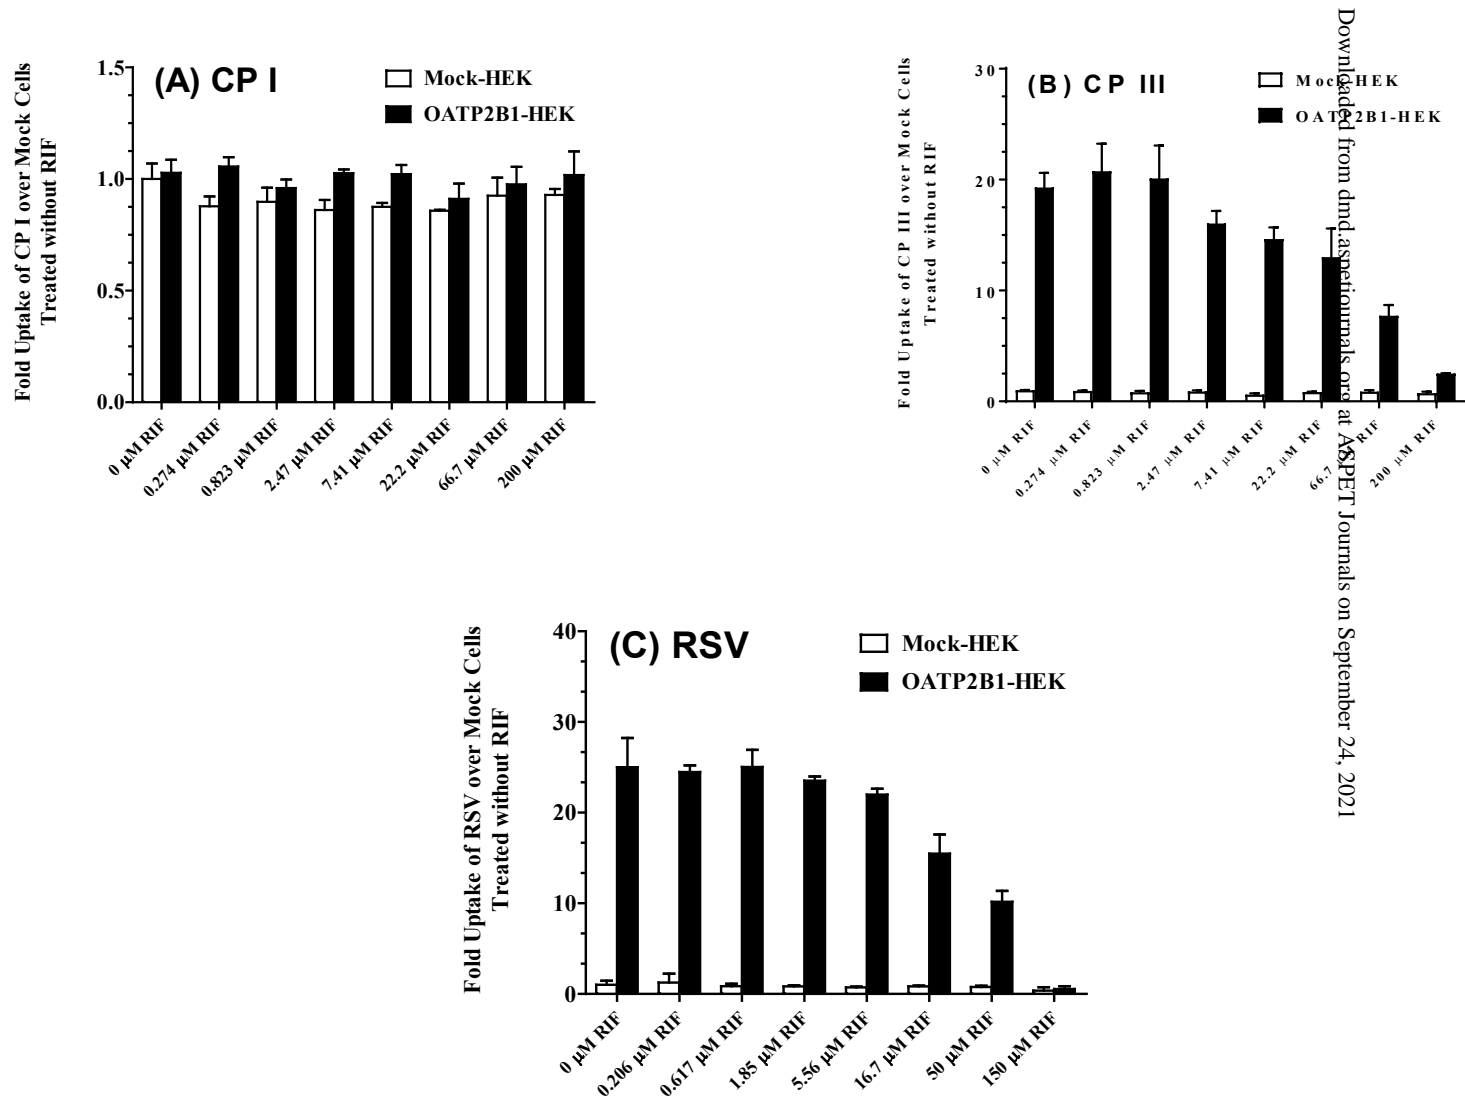 (A) CP I
Mock-HEK
OATP2B1-HEK
Fold Uptake of CP I over Mock Cells
Treated without RIF
1.5
1.0
0.5
0.0
0 μM RIF
0.274 μM RIF
0.823 μM RIF
2.47 μM RIF
7.41 μM RIF
22.2 μM RIF
66.7 μM RIF
200 μM RIF
(B) CP III
Mock-HEK
OATP2B1-HEK
Fold Uptake of CP III over Mock Cells
Treated without RIF
30
20
10
0
0 μM RIF
0.274 μM RIF
0.823 μM RIF
2.47 μM RIF
7.41 μM RIF
22.2 μM RIF
66.7 μM RIF
200 μM RIF
Downloaded from dmd.aspetjournals.org at ASPET Journals on September 24, 2021
(C) RSV
Mock-HEK
OATP2B1-HEK
Fold Uptake of RSV over Mock Cells
Treated without RIF
40
30
20
10
0
0 μM RIF
0.206 μM RIF
0.617 μM RIF
1.85 μM RIF
5.56 μM RIF
16.7 μM RIF
50 μM RIF
150 μM RIF